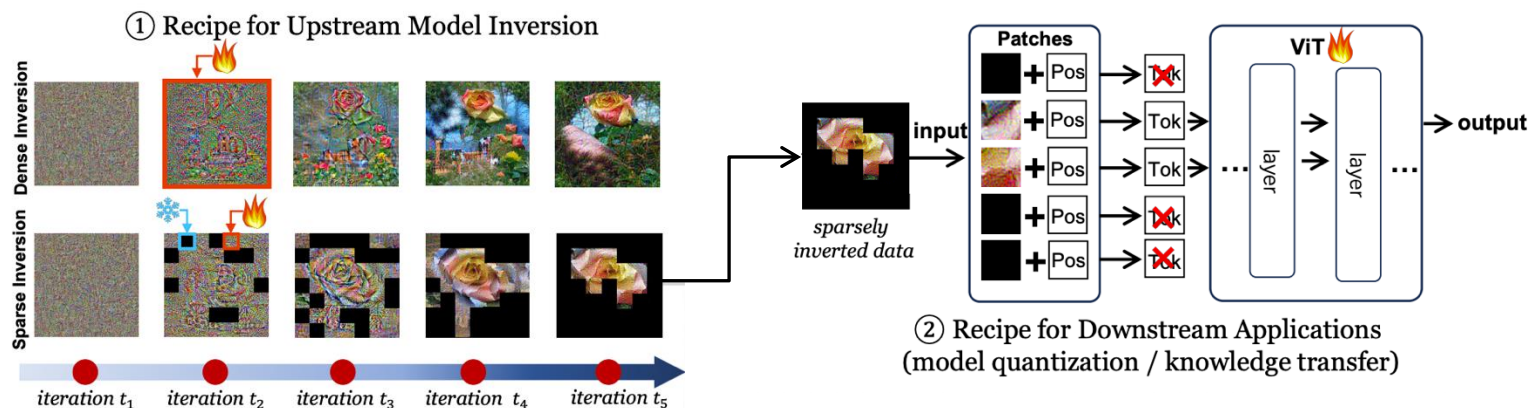 ① Recipe for Upstream Model Inversion
Dense Inversion
Sparse Inversion
iteration t₁
iteration t₂
iteration t₃
iteration t₄
iteration t₅
sparsely
inverted data
input
Patches
Pos
Tok
Pos
Tok
Pos
Tok
Pos
Tok
Pos
Tok
ViT
... layer layer ...
output
② Recipe for Downstream Applications
(model quantization / knowledge transfer)